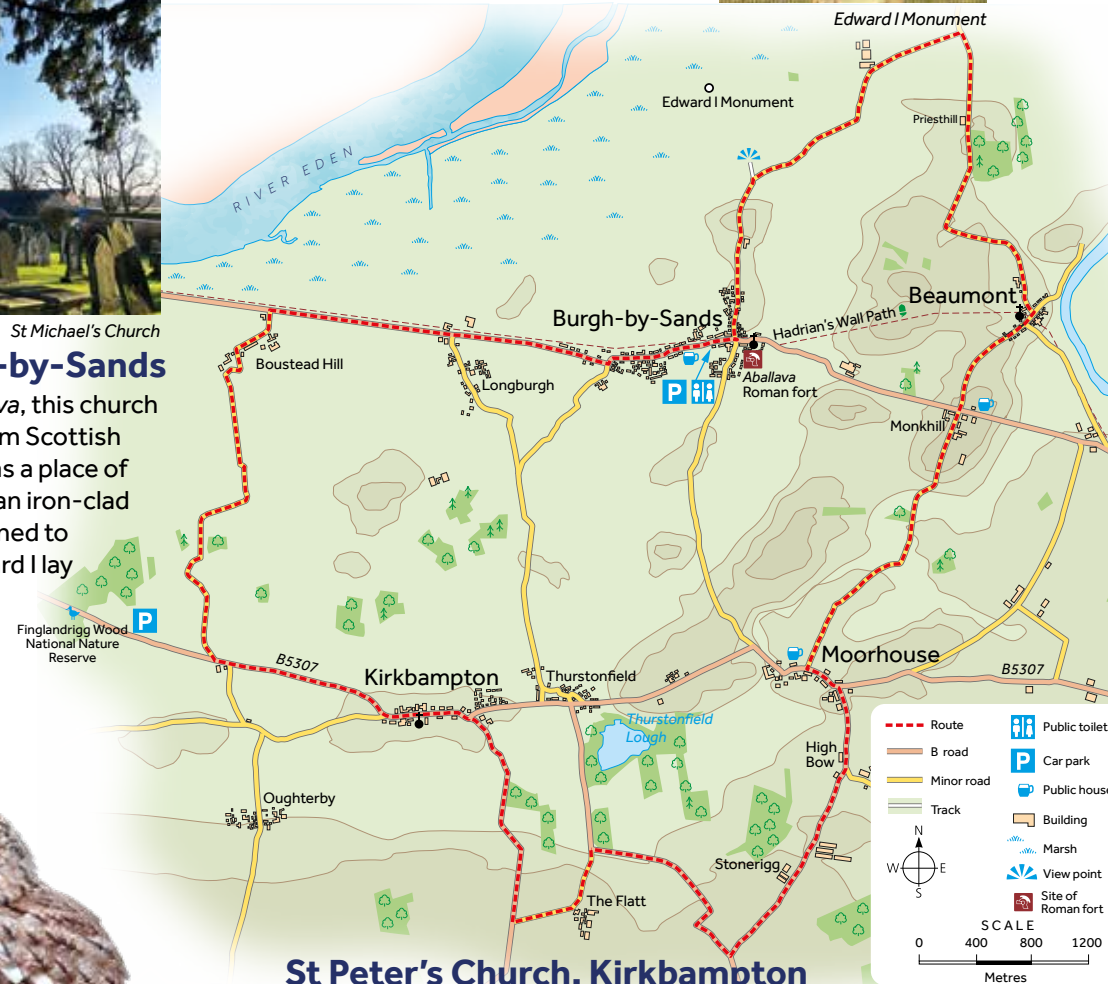 Edward I Monument
Edward I Monument
Priesthill
RIVER EDEN
St Michael's Church
-by-Sands
va, this church
m Scottish
as a place of
an iron-clad
ned to
rd I lay
Burgh-by-Sands
Beaumont
Hadrian's Wall Path
Boustead Hill
Longburgh
P
Aballava
Roman fort
Monkhill
P
Finglandrigg Wood
National Nature
Reserve
B5307
Kirkbampton
Thurstonfield
Moorhouse
B5307
Thurstonfield
Lough
High
Bow
Oughterby
Stonerigg
The Flatt
Route
B road
Minor road
Track
Public toilet
P
Car park
Public house
Building
Marsh
View point
Site of
Roman fort
N
W
E
S
SCALE
0 400 800 1200
Metres
St Peter's Church, Kirkbampton